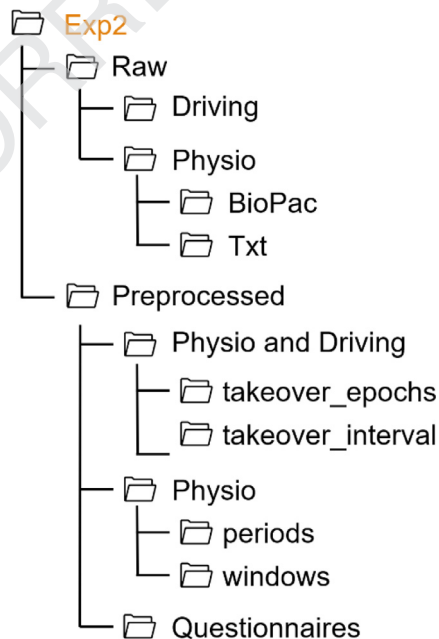 Exp2
Raw
Driving
Physio
BioPac
Txt
Preprocessed
Physio and Driving
takeover_epochs
takeover_interval
Physio
periods
windows
Questionnaires